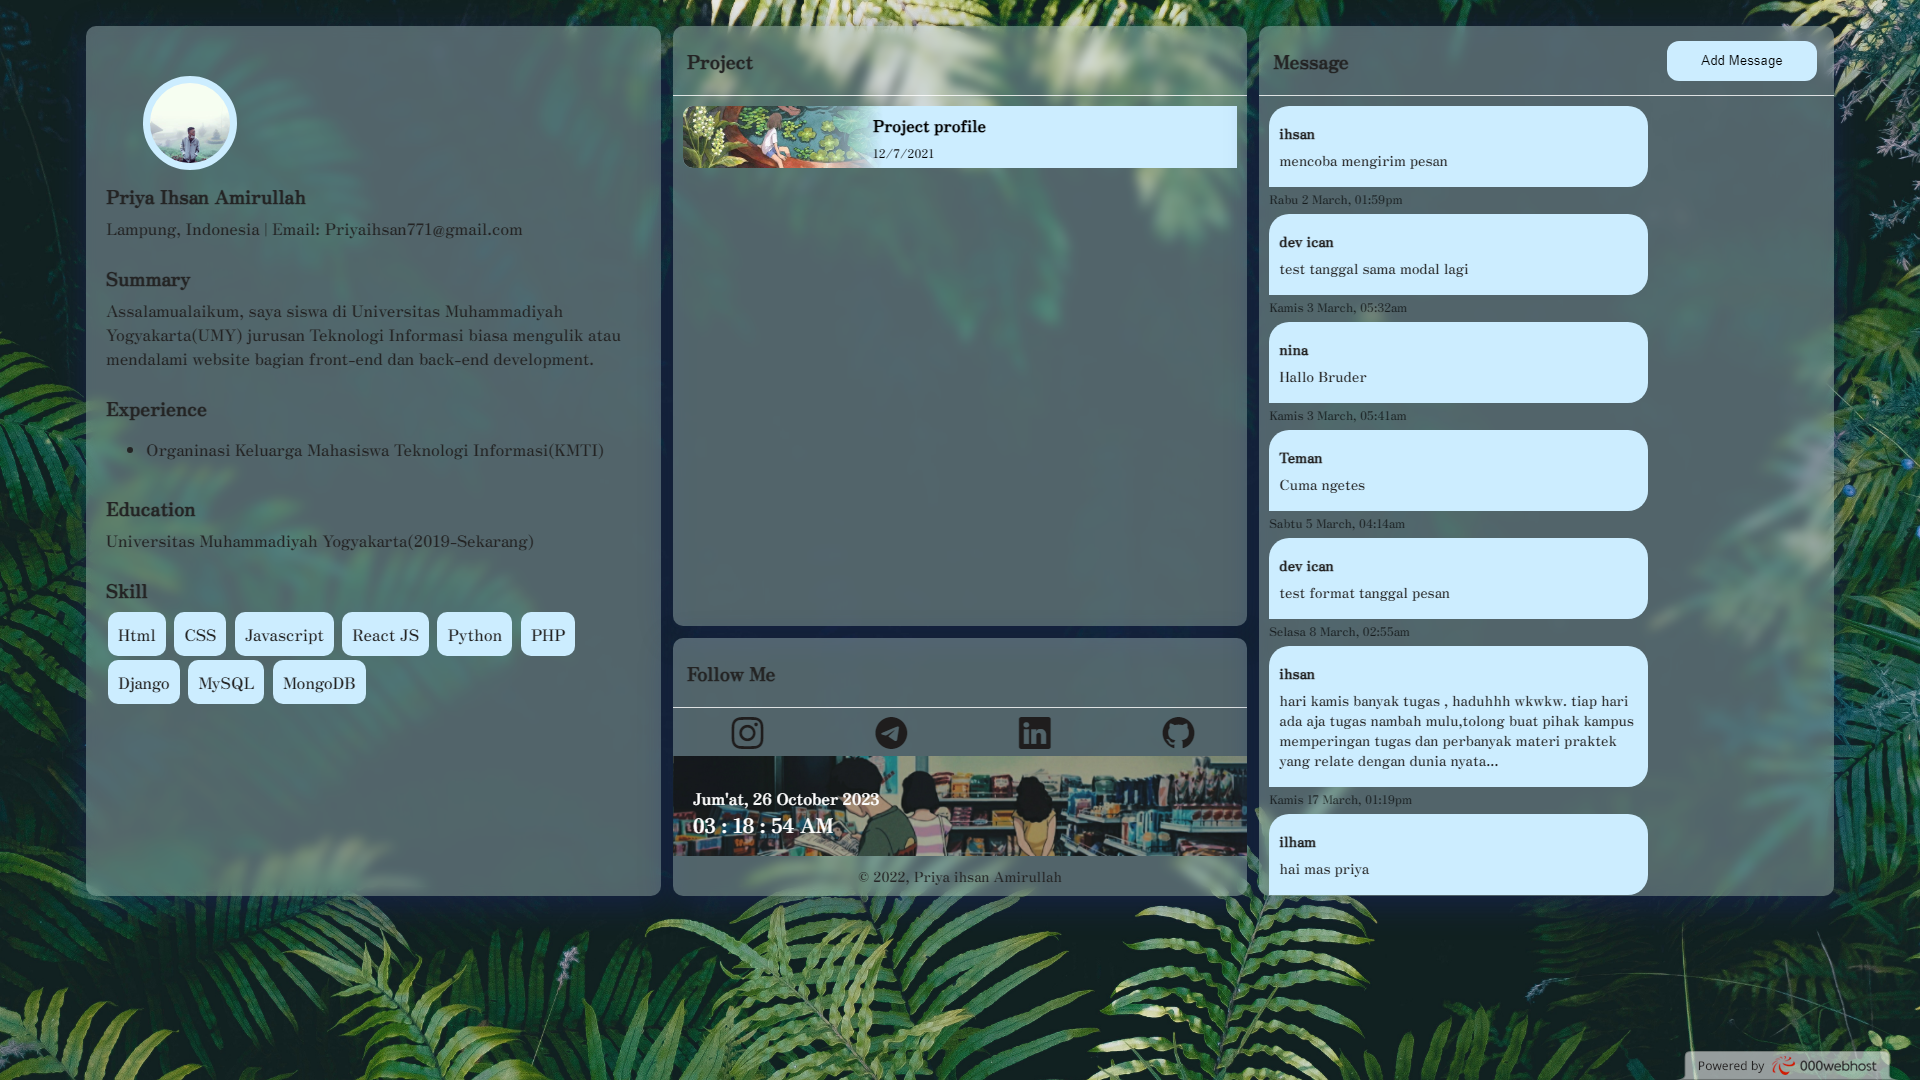 Priya Ihsan Amirullah
Lampung, Indonesia | Email: Priyaihsan771@gmail.com
Summary
Assalamualaikum, saya siswa di Universitas Muhammadiyah
Yogyakarta(UMY) jurusan Teknologi Informasi biasa mengulik atau
mendalami website bagian front-end dan back-end development.
Experience
Organinasi Keluarga Mahasiswa Teknologi Informasi(KMTI)
Education
Universitas Muhammadiyah Yogyakarta(2019-Sekarang)
Skill
Html CSS Javascript React JS Python PHP
Django MySQL MongoDB
Project
Project profile
12/7/2021
Follow Me
Jum'at, 26 October 2023
03 : 18 : 54 AM
© 2022, Priya ihsan Amirullah
Message
Add Message
ihsan
mencoba mengirim pesan
Rabu 2 March, 01:59pm
dev ican
test tanggal sama modal lagi
Kamis 3 March, 05:32am
nina
Hallo Bruder
Kamis 3 March, 05:41am
Teman
Cuma ngetes
Sabtu 5 March, 04:14am
dev ican
test format tanggal pesan
Selasa 8 March, 02:55am
ihsan
hari kamis banyak tugas , haduhhh wkwkw. tiap hari
ada aja tugas nambah mulu,tolong buat pihak kampus
memperingan tugas dan perbanyak materi praktek
yang relate dengan dunia nyata...
Kamis 17 March, 01:19pm
ilham
hai mas priya
Powered by 000webhost